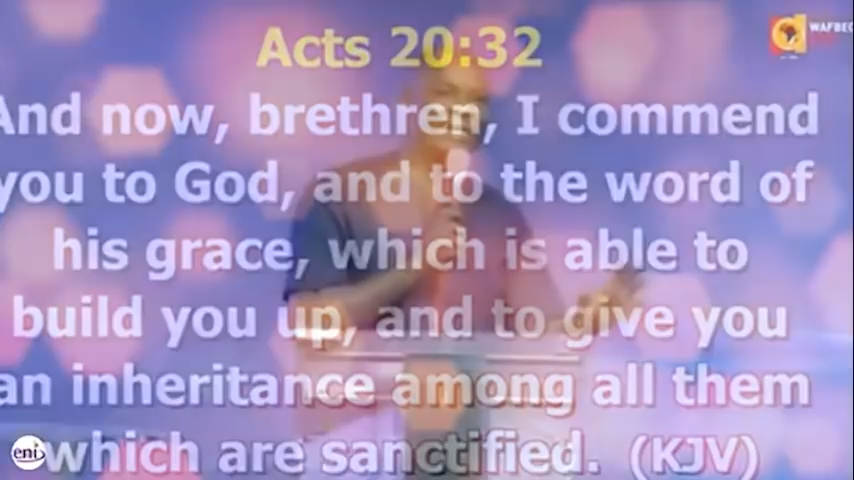 Acts 20:32
WAFBEC
And now, brethren, I commend
you to God, and to the word of
his grace, which is able to
build you up, and to give you
an inheritance among all them
eni
which are sanctified. (KJV)